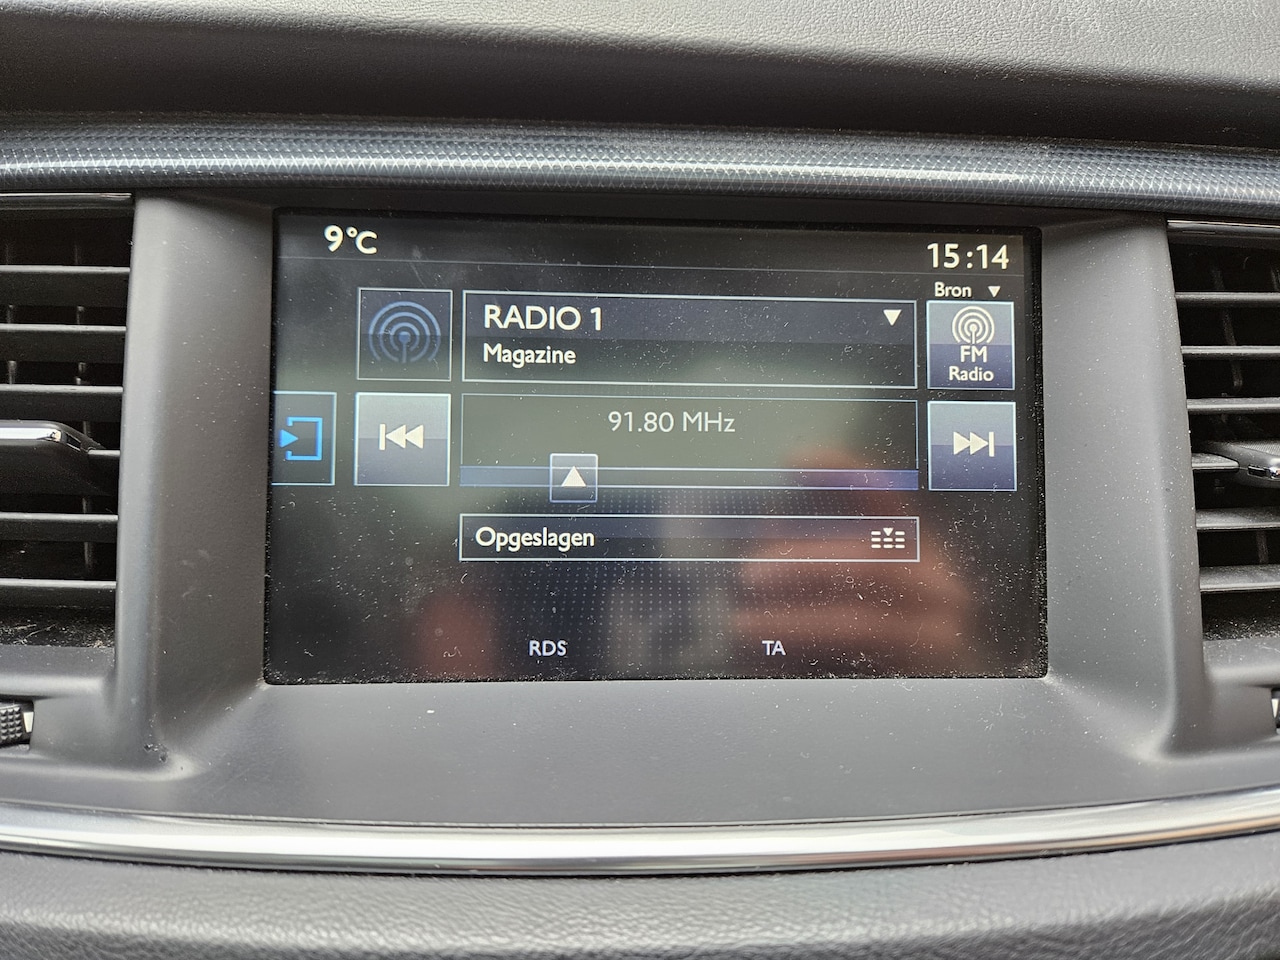 9°C
15:14
Bron
RADIO 1
Magazine
FM
Radio
91.80 MHz
Opgeslagen
RDS
TA